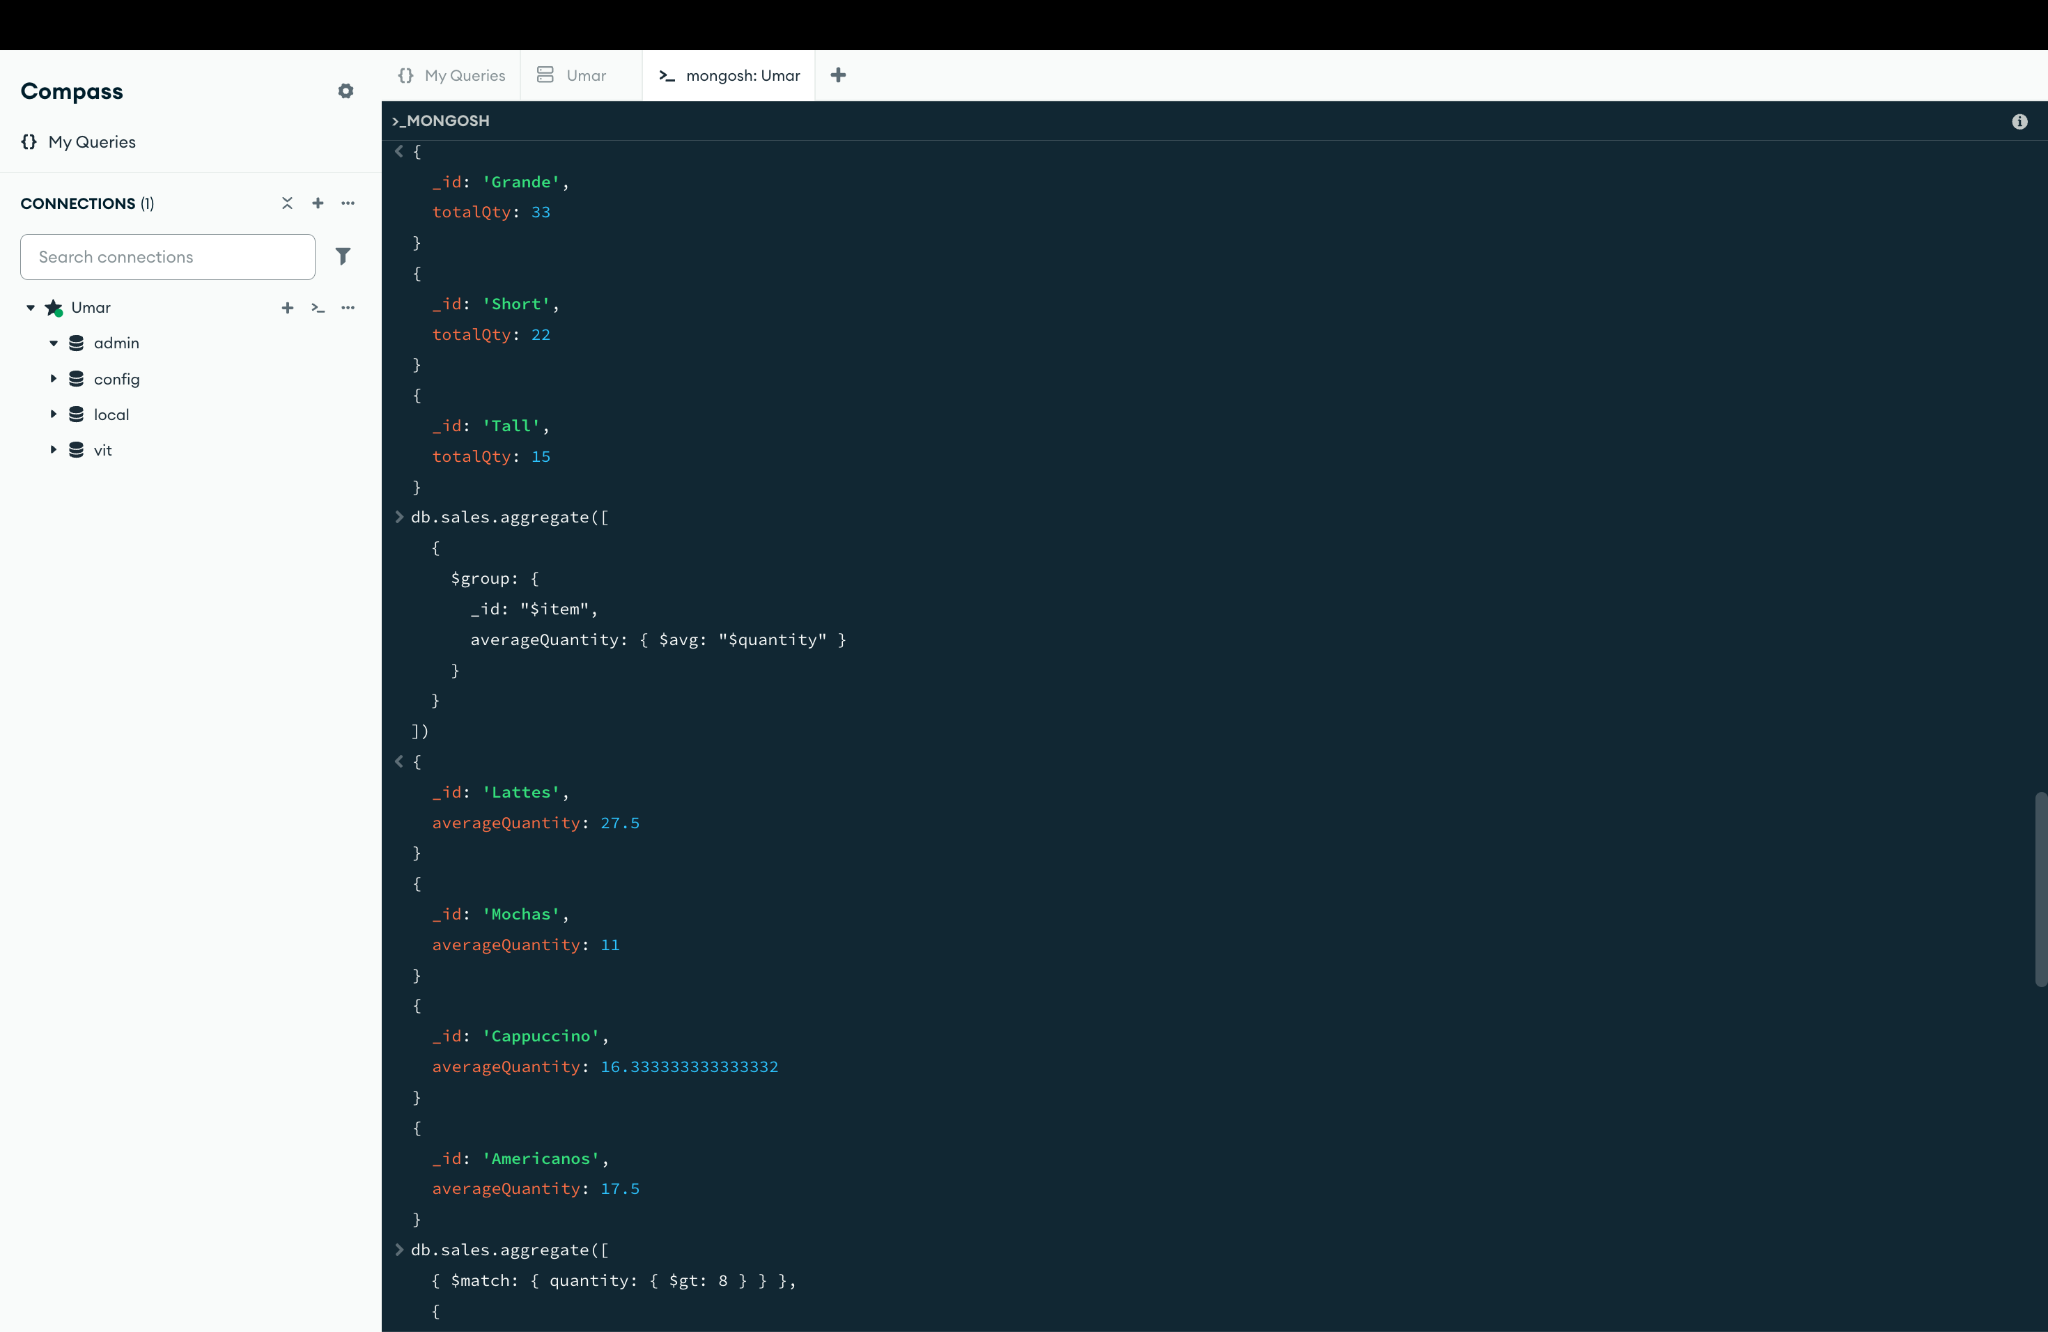 Compass
{} My Queries
CONNECTIONS (1)
Search connections
Umar
admin
config
local
vit
{} My Queries
Umar
>_ mongosh: Umar
>_MONGOSH
{
_id: 'Grande',
totalQty: 33
}
{
_id: 'Short',
totalQty: 22
}
{
_id: 'Tall',
totalQty: 15
}
> db.sales.aggregate([
{
$group: {
_id: "$item",
averageQuantity: { $avg: "$quantity" }
}
}
])
< {
_id: 'Lattes',
averageQuantity: 27.5
}
{
_id: 'Mochas',
averageQuantity: 11
}
{
_id: 'Cappuccino',
averageQuantity: 16.333333333333332
}
{
_id: 'Americanos',
averageQuantity: 17.5
}
> db.sales.aggregate([
{ $match: { quantity: { $gt: 8 } } },
{